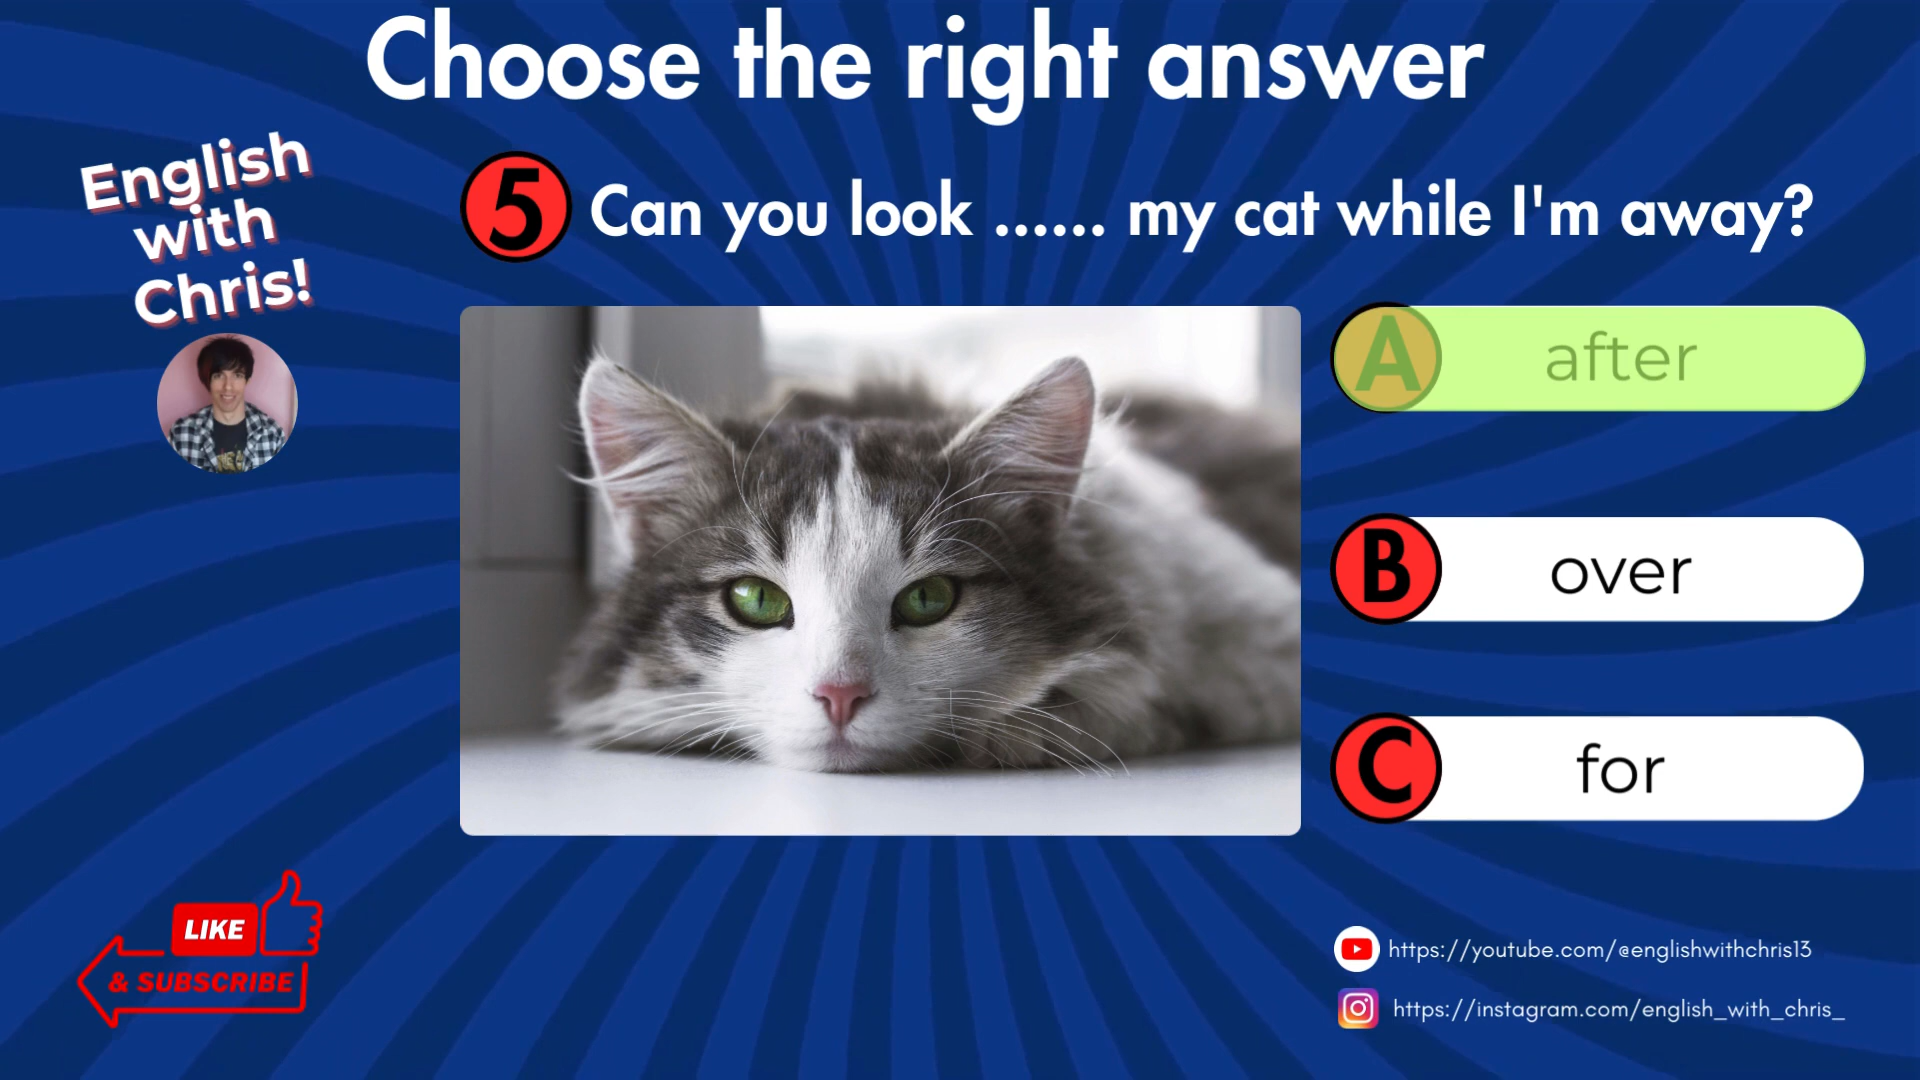 Choose the right answer
English
with
Chris!
5 Can you look ...... my cat while I'm away?
A after
B over
C for
LIKE
& SUBSCRIBE
https://youtube.com/@englishwithchris13
https://instagram.com/english_with_chris_